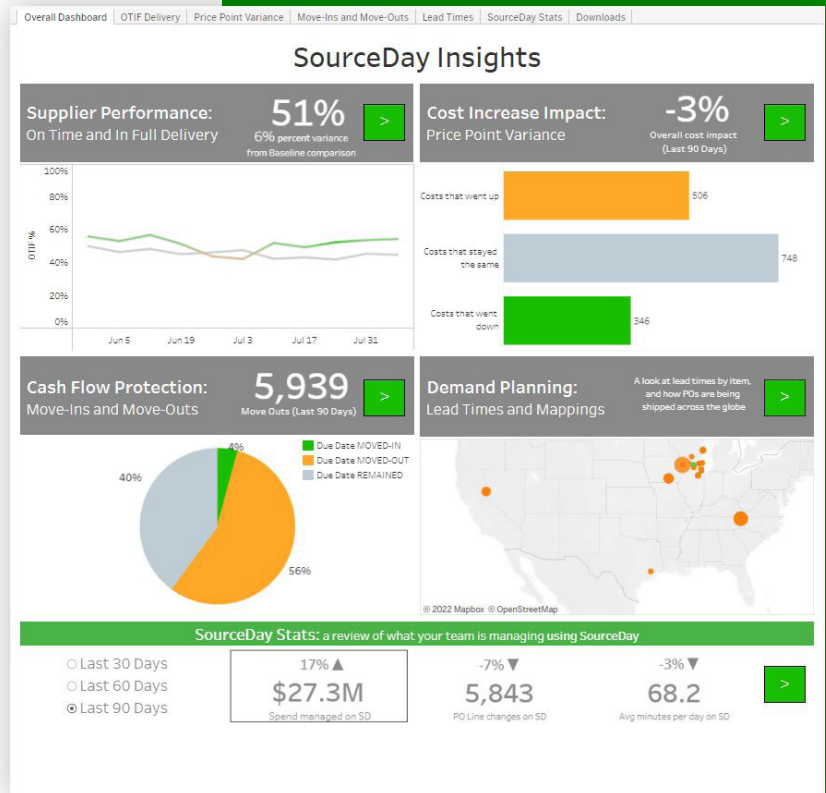 Overall Dashboard
OTIF Delivery
Price Point Variance
Move-Ins and Move-Outs
Lead Times
SourceDay Stats
Downloads
SourceDay Insights
Supplier Performance:
On Time and In Full Delivery
51%
6% percent variance
from Baseline comparison
>
Cost Increase Impact:
Price Point Variance
-3%
Overall cost impact
(Last 90 Days)
>
100%
80%
60%
40%
20%
0%
OTIF %
Jun 5
Jun 19
Jul 3
Jul 17
Jul 31
Costs that went up
506
Costs that stayed
the same
748
Costs that went
down
346
Cash Flow Protection:
Move-Ins and Move-Outs
5,939
Move Outs (Last 90 Days)
>
Demand Planning:
Lead Times and Mappings
A look at lead times by item,
and how POs are being
shipped across the globe
>
4%
40%
56%
Due Date MOVED-IN
Due Date MOVED-OUT
Due Date REMAINED
© 2022 Mapbox © OpenStreetMap
SourceDay Stats: a review of what your team is managing using SourceDay
Last 30 Days
Last 60 Days
Last 90 Days
17% ▲
$27.3M
Spend managed on SD
-7% ▼
5,843
PO Line changes on SD
-3% ▼
68.2
Avg minutes per day on SD
>